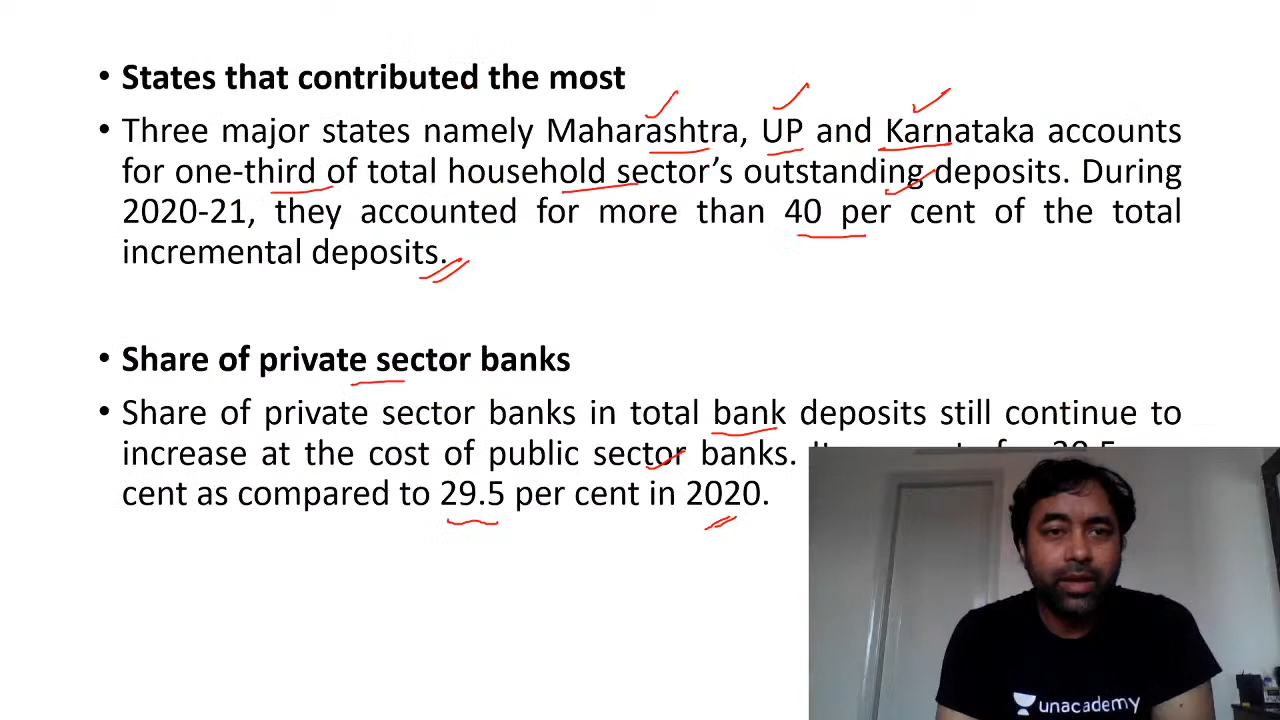 • States that contributed the most
• Three major states namely Maharashtra, UP and Karnataka accounts
for one-third of total household sector’s outstanding deposits. During
2020-21, they accounted for more than 40 per cent of the total
incremental deposits.
• Share of private sector banks
• Share of private sector banks in total bank deposits still continue to
increase at the cost of public sector banks.
cent as compared to 29.5 per cent in 2020.
unacademy